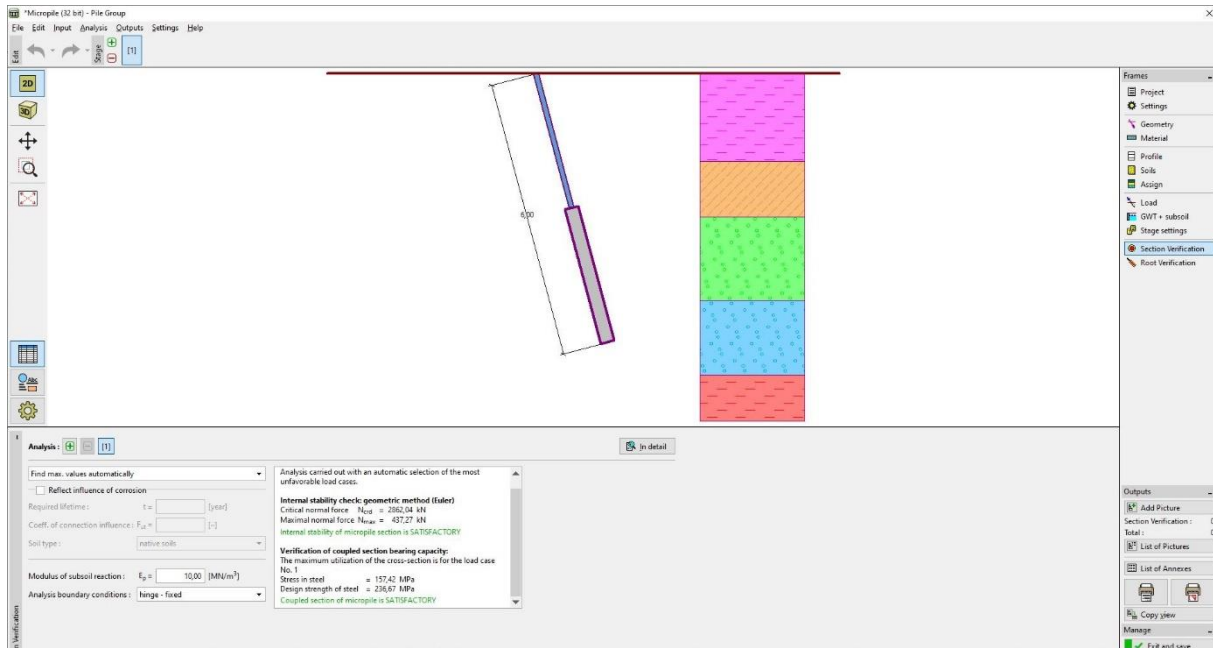 *Micropile (32 bit) - Pile Group
File Edit Input Analysis Outputs Settings Help
Edit
Stage
[1]
2D
3D
6,00
Abc
Frames
Project
Settings
Geometry
Material
Profile
Soils
Assign
Load
GWT + subsoil
Stage settings
Section Verification
Root Verification
Analysis : [1]
In detail
Find max. values automatically
Reflect influence of corrosion
Required lifetime : t = [year]
Coeff. of connection influence : Fut = [-]
Soil type : native soils
Modulus of subsoil reaction : Ep = 10,00 [MN/m³]
Analysis boundary conditions : hinge - fixed
Analysis carried out with an automatic selection of the most
unfavorable load cases.
Internal stability check: geometric method (Euler)
Critical normal force Ncrd = 2862,04 kN
Maximal normal force Nmax = 437,27 kN
Internal stability of micropile section is SATISFACTORY
Verification of coupled section bearing capacity:
The maximum utilization of the cross-section is for the load case
No. 1
Stress in steel = 157,42 MPa
Design strength of steel = 236,67 MPa
Coupled section of micropile is SATISFACTORY
Outputs
Add Picture
Section Verification : 0
Total : 0
List of Pictures
List of Annexes
Copy view
Manage
Exit and save
n Verification